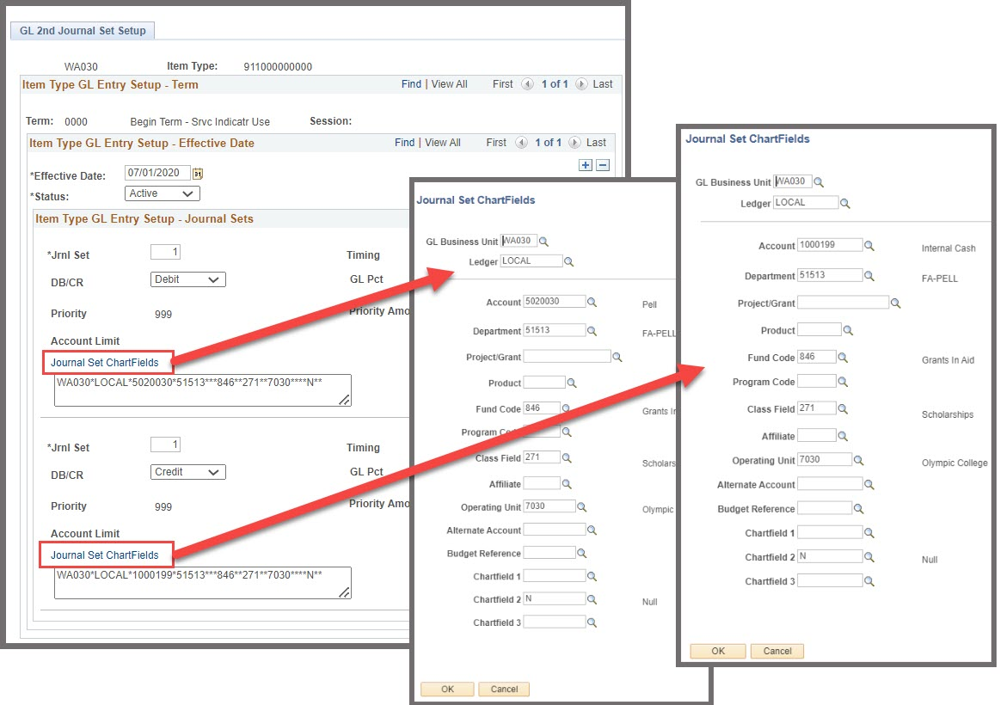 GL 2nd Journal Set Setup
WA030 Item Type: 911000000000
Item Type GL Entry Setup - Term Find | View All First 1 of 1 Last
Term: 0000 Begin Term - Srvc Indicatr Use Session:
Item Type GL Entry Setup - Effective Date Find | View All First 1 of 1 Last
*Effective Date: 07/01/2020
*Status: Active
Item Type GL Entry Setup - Journal Sets
*Jrnl Set 1 Timing
DB/CR Debit GL Pct
Priority 999 Priority Amo
Account Limit
Journal Set ChartFields
WA030*LOCAL*5020030*51513***846**271**7030****N**
*Jrnl Set 1 Timing
DB/CR Credit GL Pct
Priority 999 Priority Amo
Account Limit
Journal Set ChartFields
WA030*LOCAL*1000199*51513***846**271**7030****N**
Journal Set ChartFields
GL Business Unit WA030
Ledger LOCAL
Account 5020030 Pell
Department 51513 FA-PELL
Project/Grant
Product
Fund Code 846 Grants In
Program Code
Class Field 271 Scholars
Affiliate
Operating Unit 7030 Olympic
Alternate Account
Budget Reference
Chartfield 1
Chartfield 2 N Null
Chartfield 3
OK Cancel
Journal Set ChartFields
GL Business Unit WA030
Ledger LOCAL
Account 1000199 Internal Cash
Department 51513 FA-PELL
Project/Grant
Product
Fund Code 846 Grants In Aid
Program Code
Class Field 271 Scholarships
Affiliate
Operating Unit 7030 Olympic College
Alternate Account
Budget Reference
Chartfield 1
Chartfield 2 N Null
Chartfield 3
OK Cancel